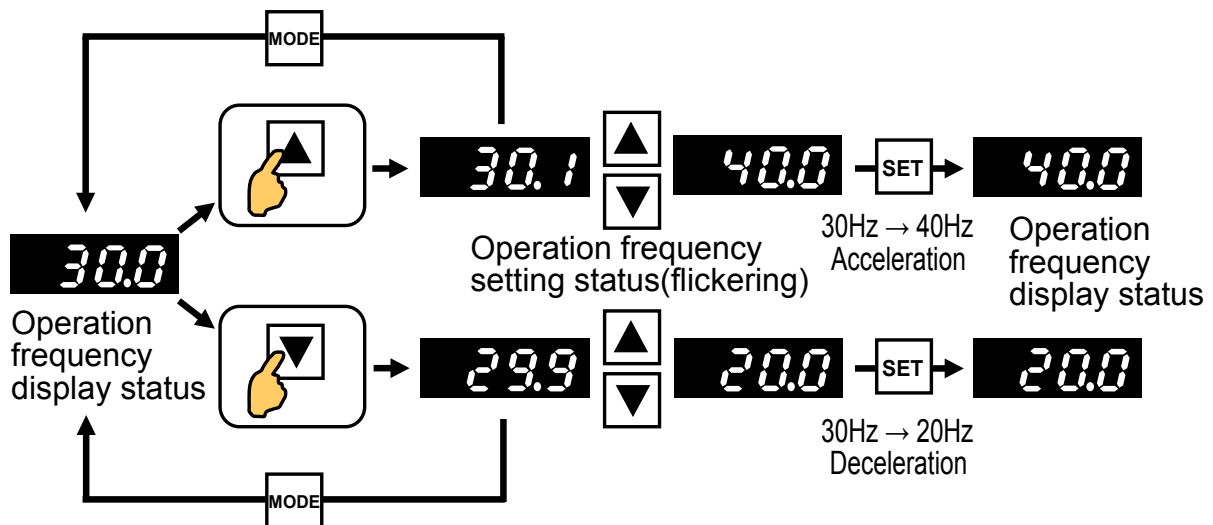 MODE
30.1
40.0
SET
40.0
30Hz → 40Hz
Acceleration
Operation frequency
setting status(flickering)
Operation
frequency
display status
30.0
Operation
frequency
display status
29.9
20.0
SET
20.0
30Hz → 20Hz
Deceleration
MODE